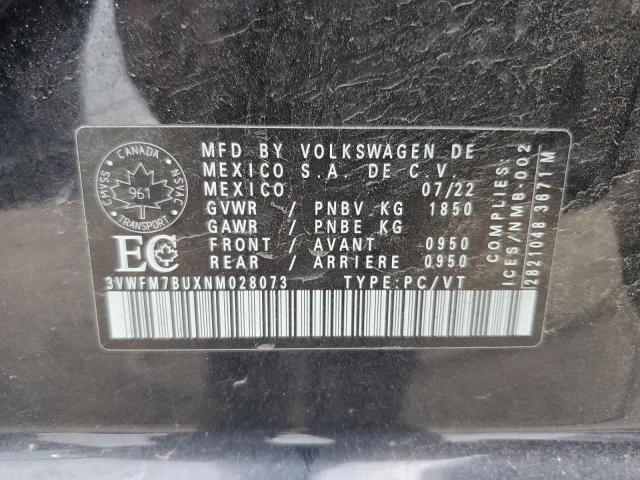 CANADA
CMVSS
NSVAC
961
TRANSPORT
EC
MFD BY VOLKSWAGEN DE
MEXICO S.A. DE C.V.
MEXICO 07/22
GVWR / PNBV KG 1850
GAWR / PNBE KG
FRONT / AVANT 0950
REAR / ARRIERE 0950
3VWFM7BUXNM028073 TYPE:PC/VT
COMPLIES:
ICES/NMB-002
2821048 3671 M